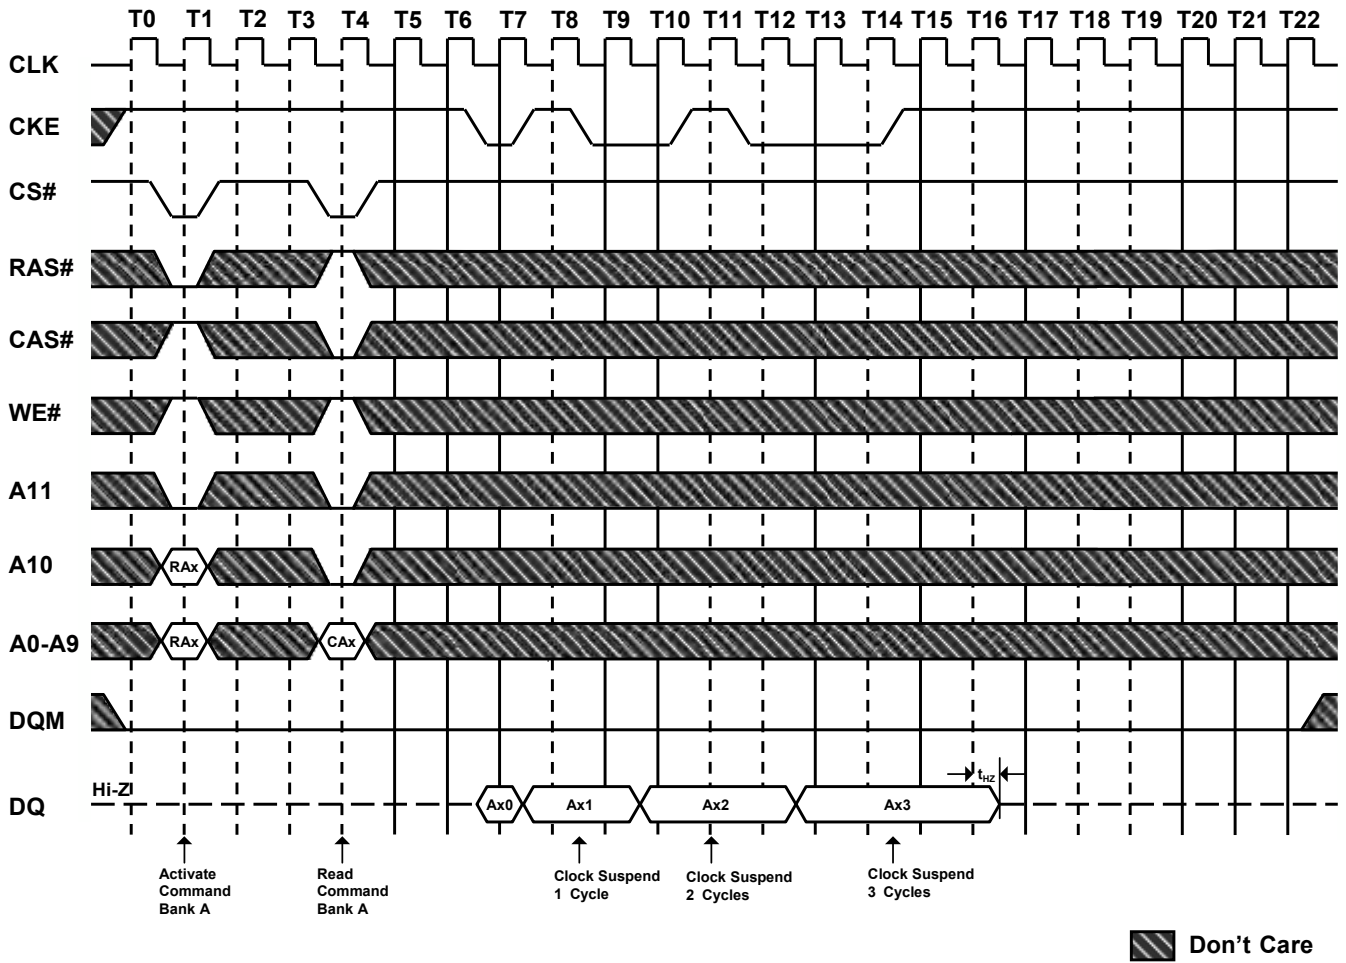 T0 T1 T2 T3 T4 T5 T6 T7 T8 T9 T10 T11 T12 T13 T14 T15 T16 T17 T18 T19 T20 T21 T22
CLK
CKE
CS#
RAS#
CAS#
WE#
A11
A10
RAx
A0-A9
RAx
CAx
DQM
tHZ
Hi-Z
DQ
Ax0
Ax1
Ax2
Ax3
Activate
Command
Bank A
Read
Command
Bank A
Clock Suspend
1 Cycle
Clock Suspend
2 Cycles
Clock Suspend
3 Cycles
Don't Care